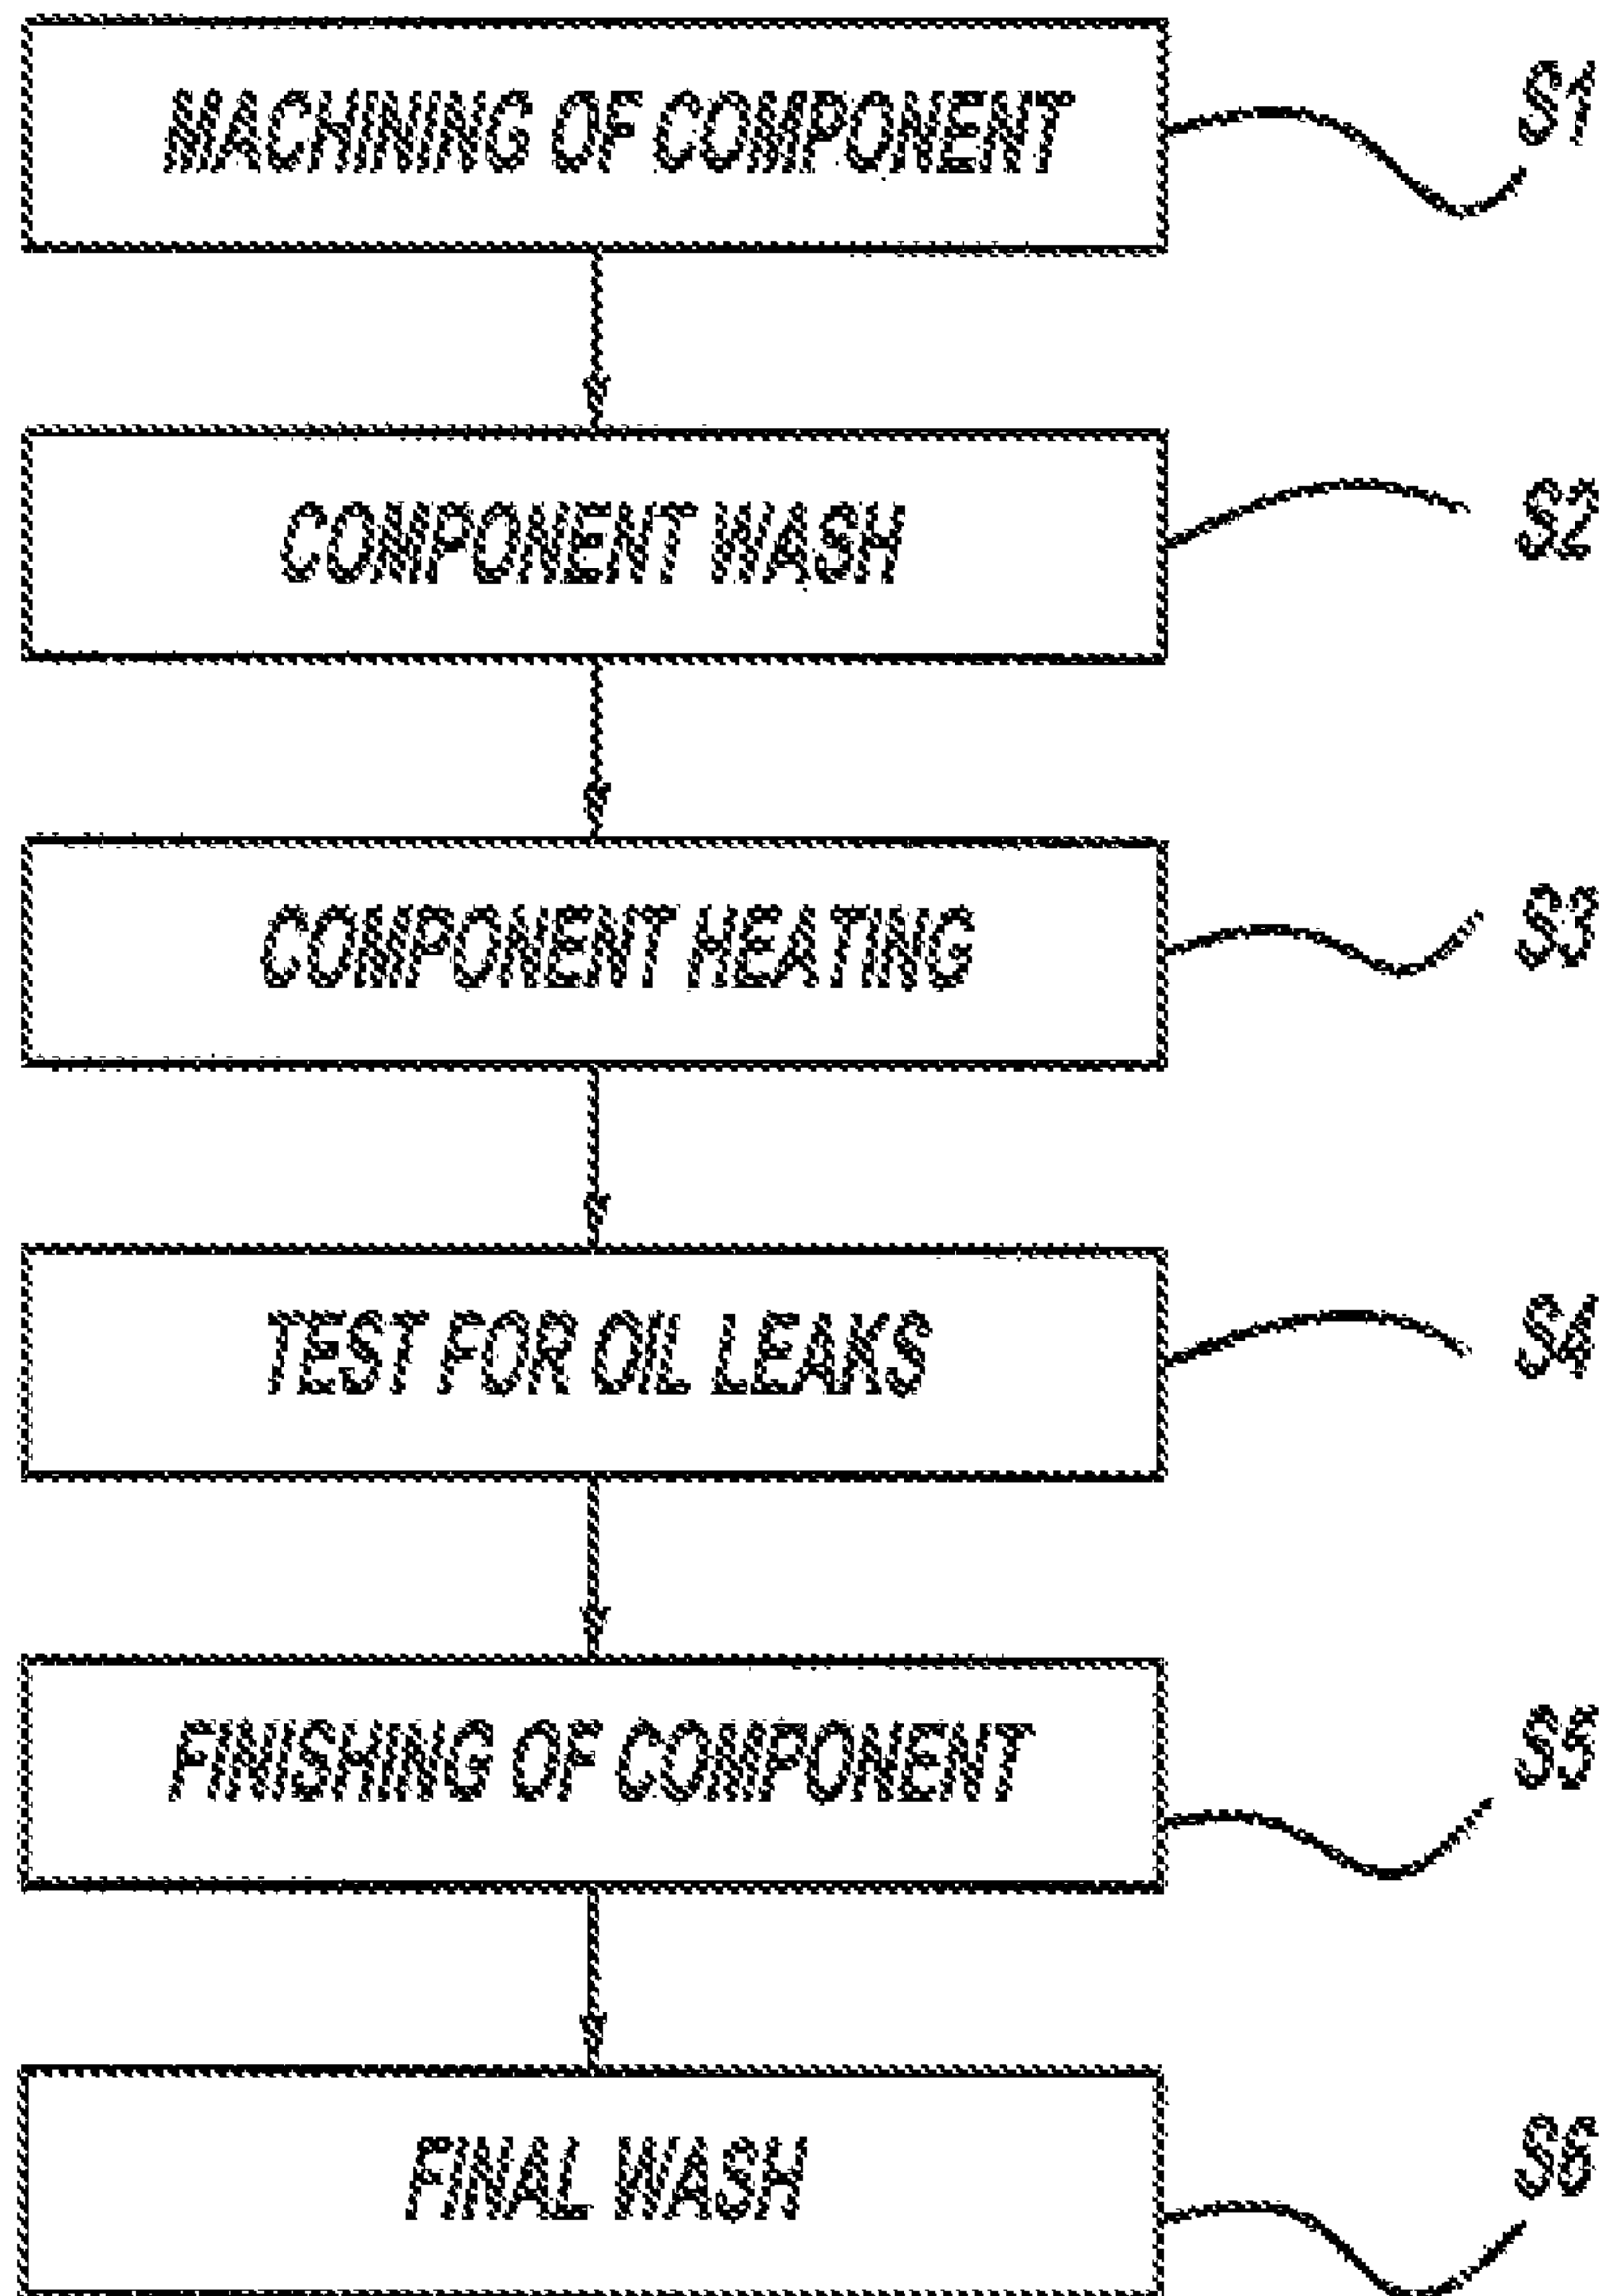 MACHINING OF COMPONENT S1
COMPONENT WASH S2
COMPONENT HEATING S3
TEST FOR OIL LEAKS S4
FINISHING OF COMPONENT S5
FINAL WASH S6